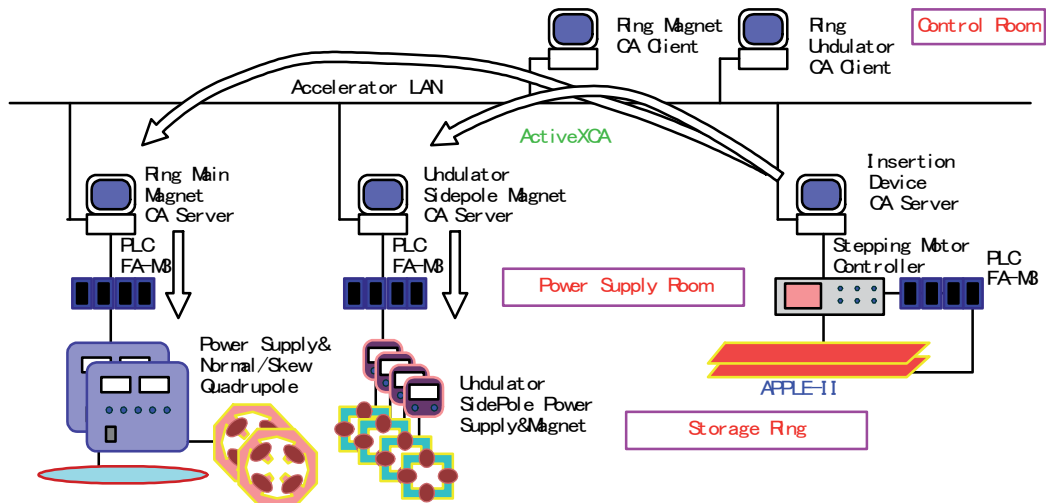 Ring Magnet
CA Client
Ring
Undulator
CA Client
Control Room
Accelerator LAN
ActiveXCA
Ring Main
Magnet
CA Server
Undulator
Sidepole Magnet
CA Server
Insertion
Device
CA Server
PLC
FA-M3
PLC
FA-M3
Stepping Motor
Controller
PLC
FA-M3
Power Supply Room
Power Supply&
Normal/Skew
Quadrupole
Undulator
SidePole Power
Supply&Magnet
APPLE-II
Storage Ring